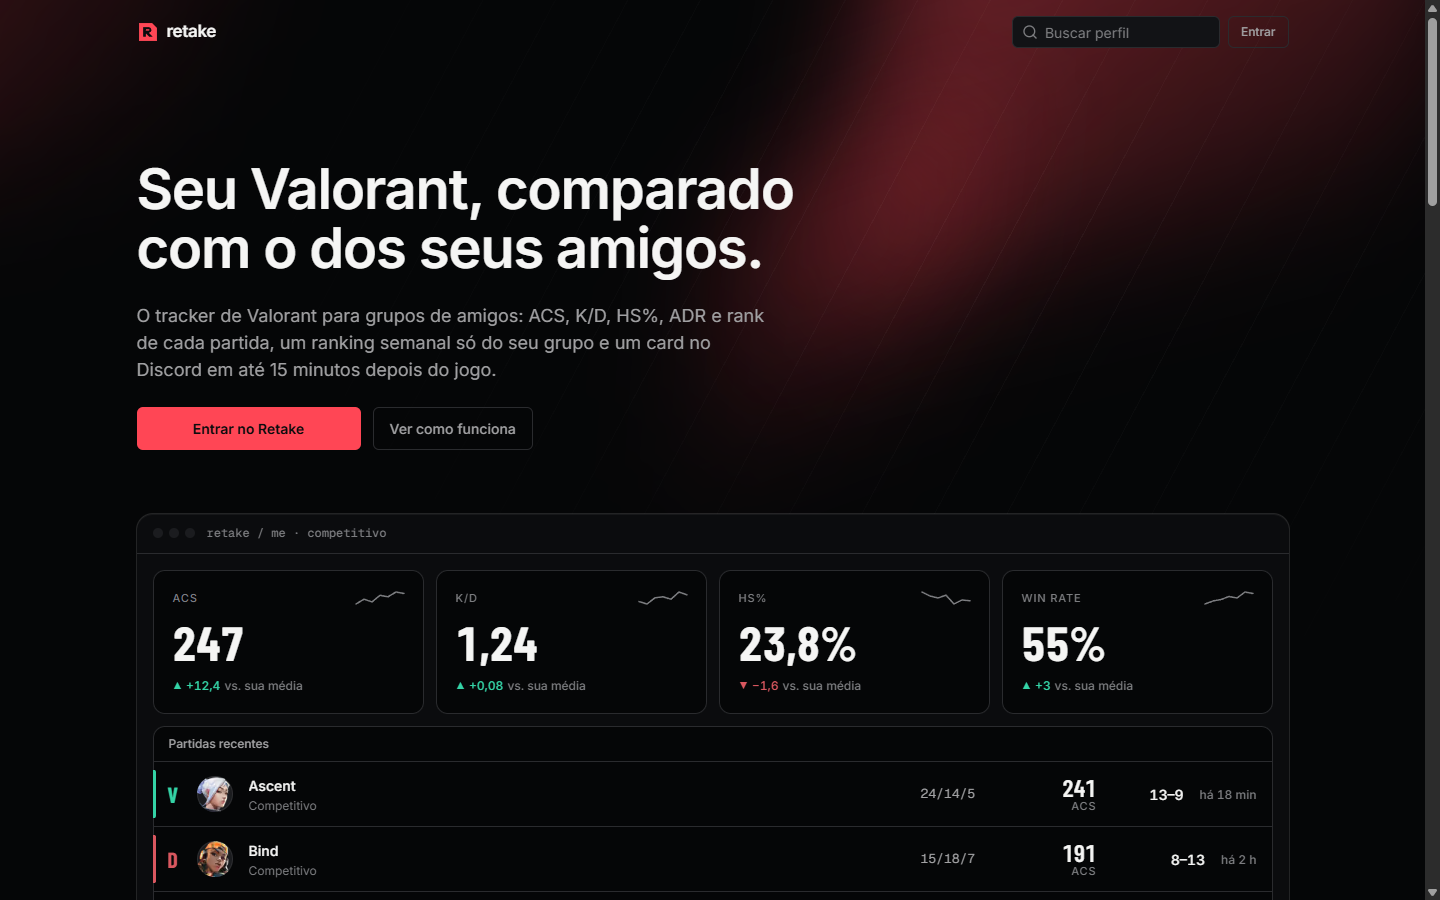 retake
Buscar perfil
Entrar
Seu Valorant, comparado
com o dos seus amigos.
O tracker de Valorant para grupos de amigos: ACS, K/D, HS%, ADR e rank
de cada partida, um ranking semanal só do seu grupo e um card no
Discord em até 15 minutos depois do jogo.
Entrar no Retake
Ver como funciona
retake / me · competitivo
ACS
247
▲ +12,4 vs. sua média
K/D
1,24
▲ +0,08 vs. sua média
HS%
23,8%
▼ −1,6 vs. sua média
WIN RATE
55%
▲ +3 vs. sua média
Partidas recentes
V
Ascent
Competitivo
24/14/5
241
ACS
13–9
há 18 min
D
Bind
Competitivo
15/18/7
191
ACS
8–13
há 2 h